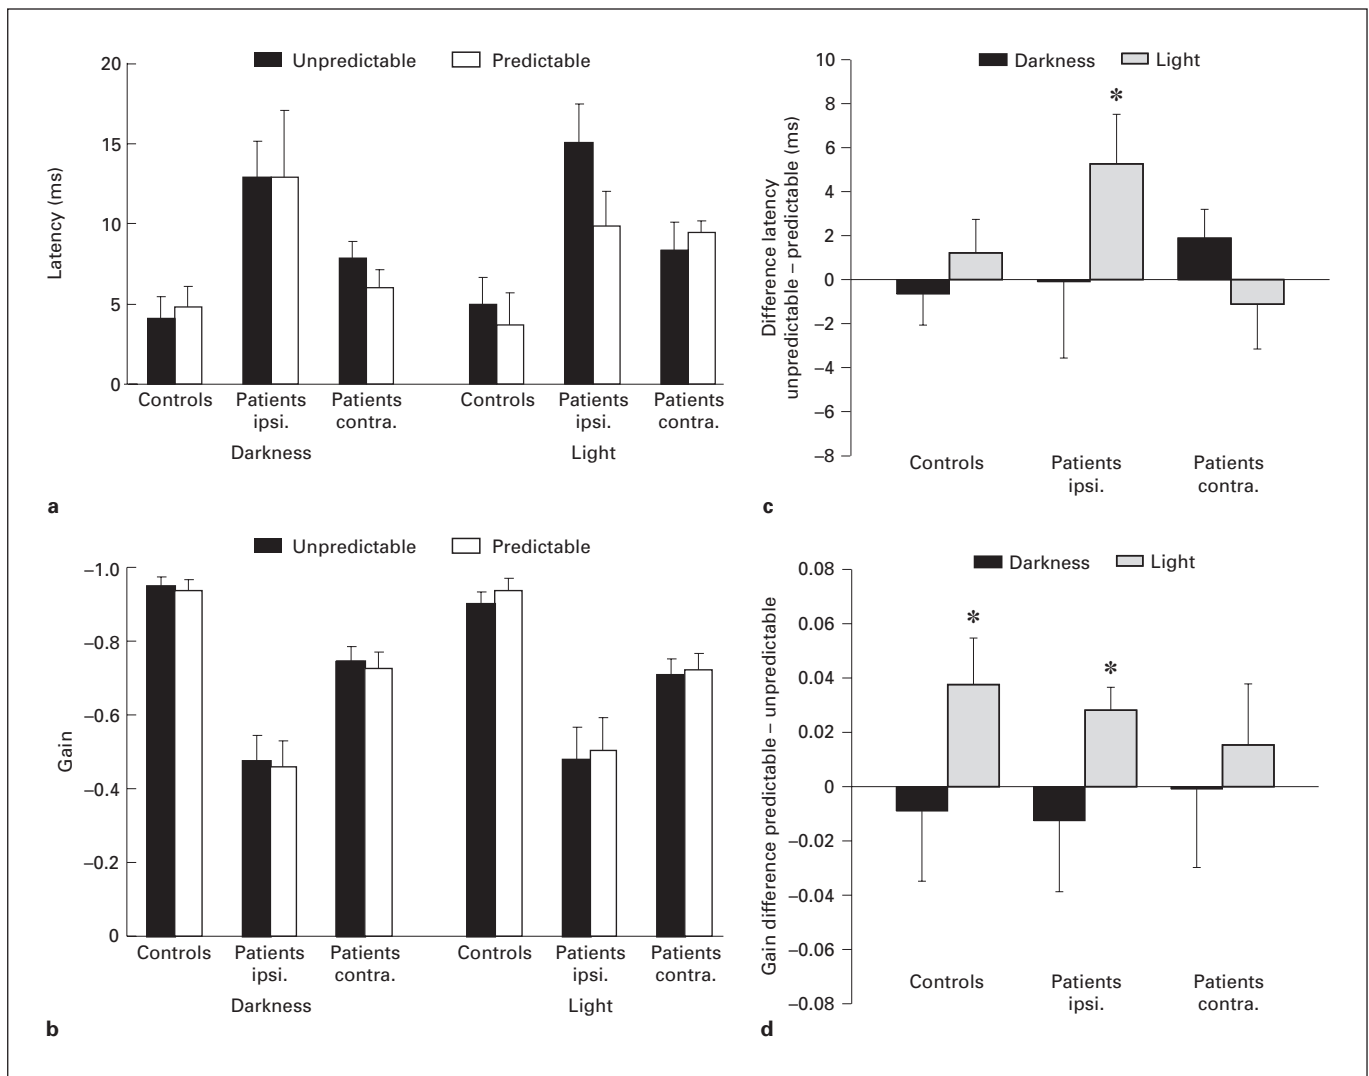 Unpredictable Predictable
20
15
10
5
0
Latency (ms)
Controls Patients Patients Controls Patients Patients
ipsi. contra. ipsi. contra.
Darkness Light
a
Darkness Light
10
8
6
4
2
0
–2
–4
–6
–8
Difference latency
unpredictable – predictable (ms)
*
Controls Patients Patients
ipsi. contra.
c
Unpredictable Predictable
–1.0
–0.8
–0.6
–0.4
–0.2
0
Gain
Controls Patients Patients Controls Patients Patients
ipsi. contra. ipsi. contra.
Darkness Light
b
Darkness Light
0.08
0.06
0.04
0.02
0
–0.02
–0.04
–0.06
–0.08
Gain difference predictable – unpredictable
*
*
Controls Patients Patients
ipsi. contra.
d